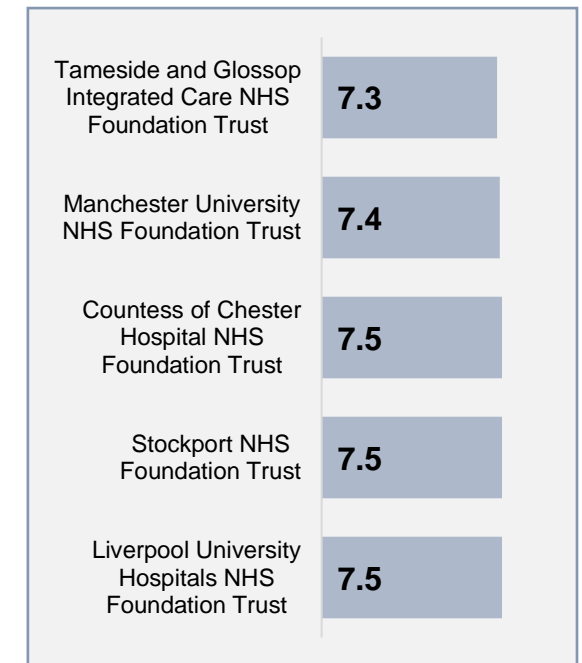 Tameside and Glossop
Integrated Care NHS
Foundation Trust
7.3
Manchester University
NHS Foundation Trust
7.4
Countess of Chester
Hospital NHS
Foundation Trust
7.5
Stockport NHS
Foundation Trust
7.5
Liverpool University
Hospitals NHS
Foundation Trust
7.5